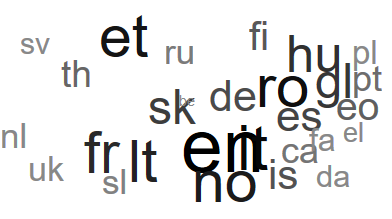 et
fi
sv
ru
hu
pl
th
gl
pt
ro
de
sk
eo
es
nl
en
it
fa
el
fr
lt
ca
uk
sl
no
is
da